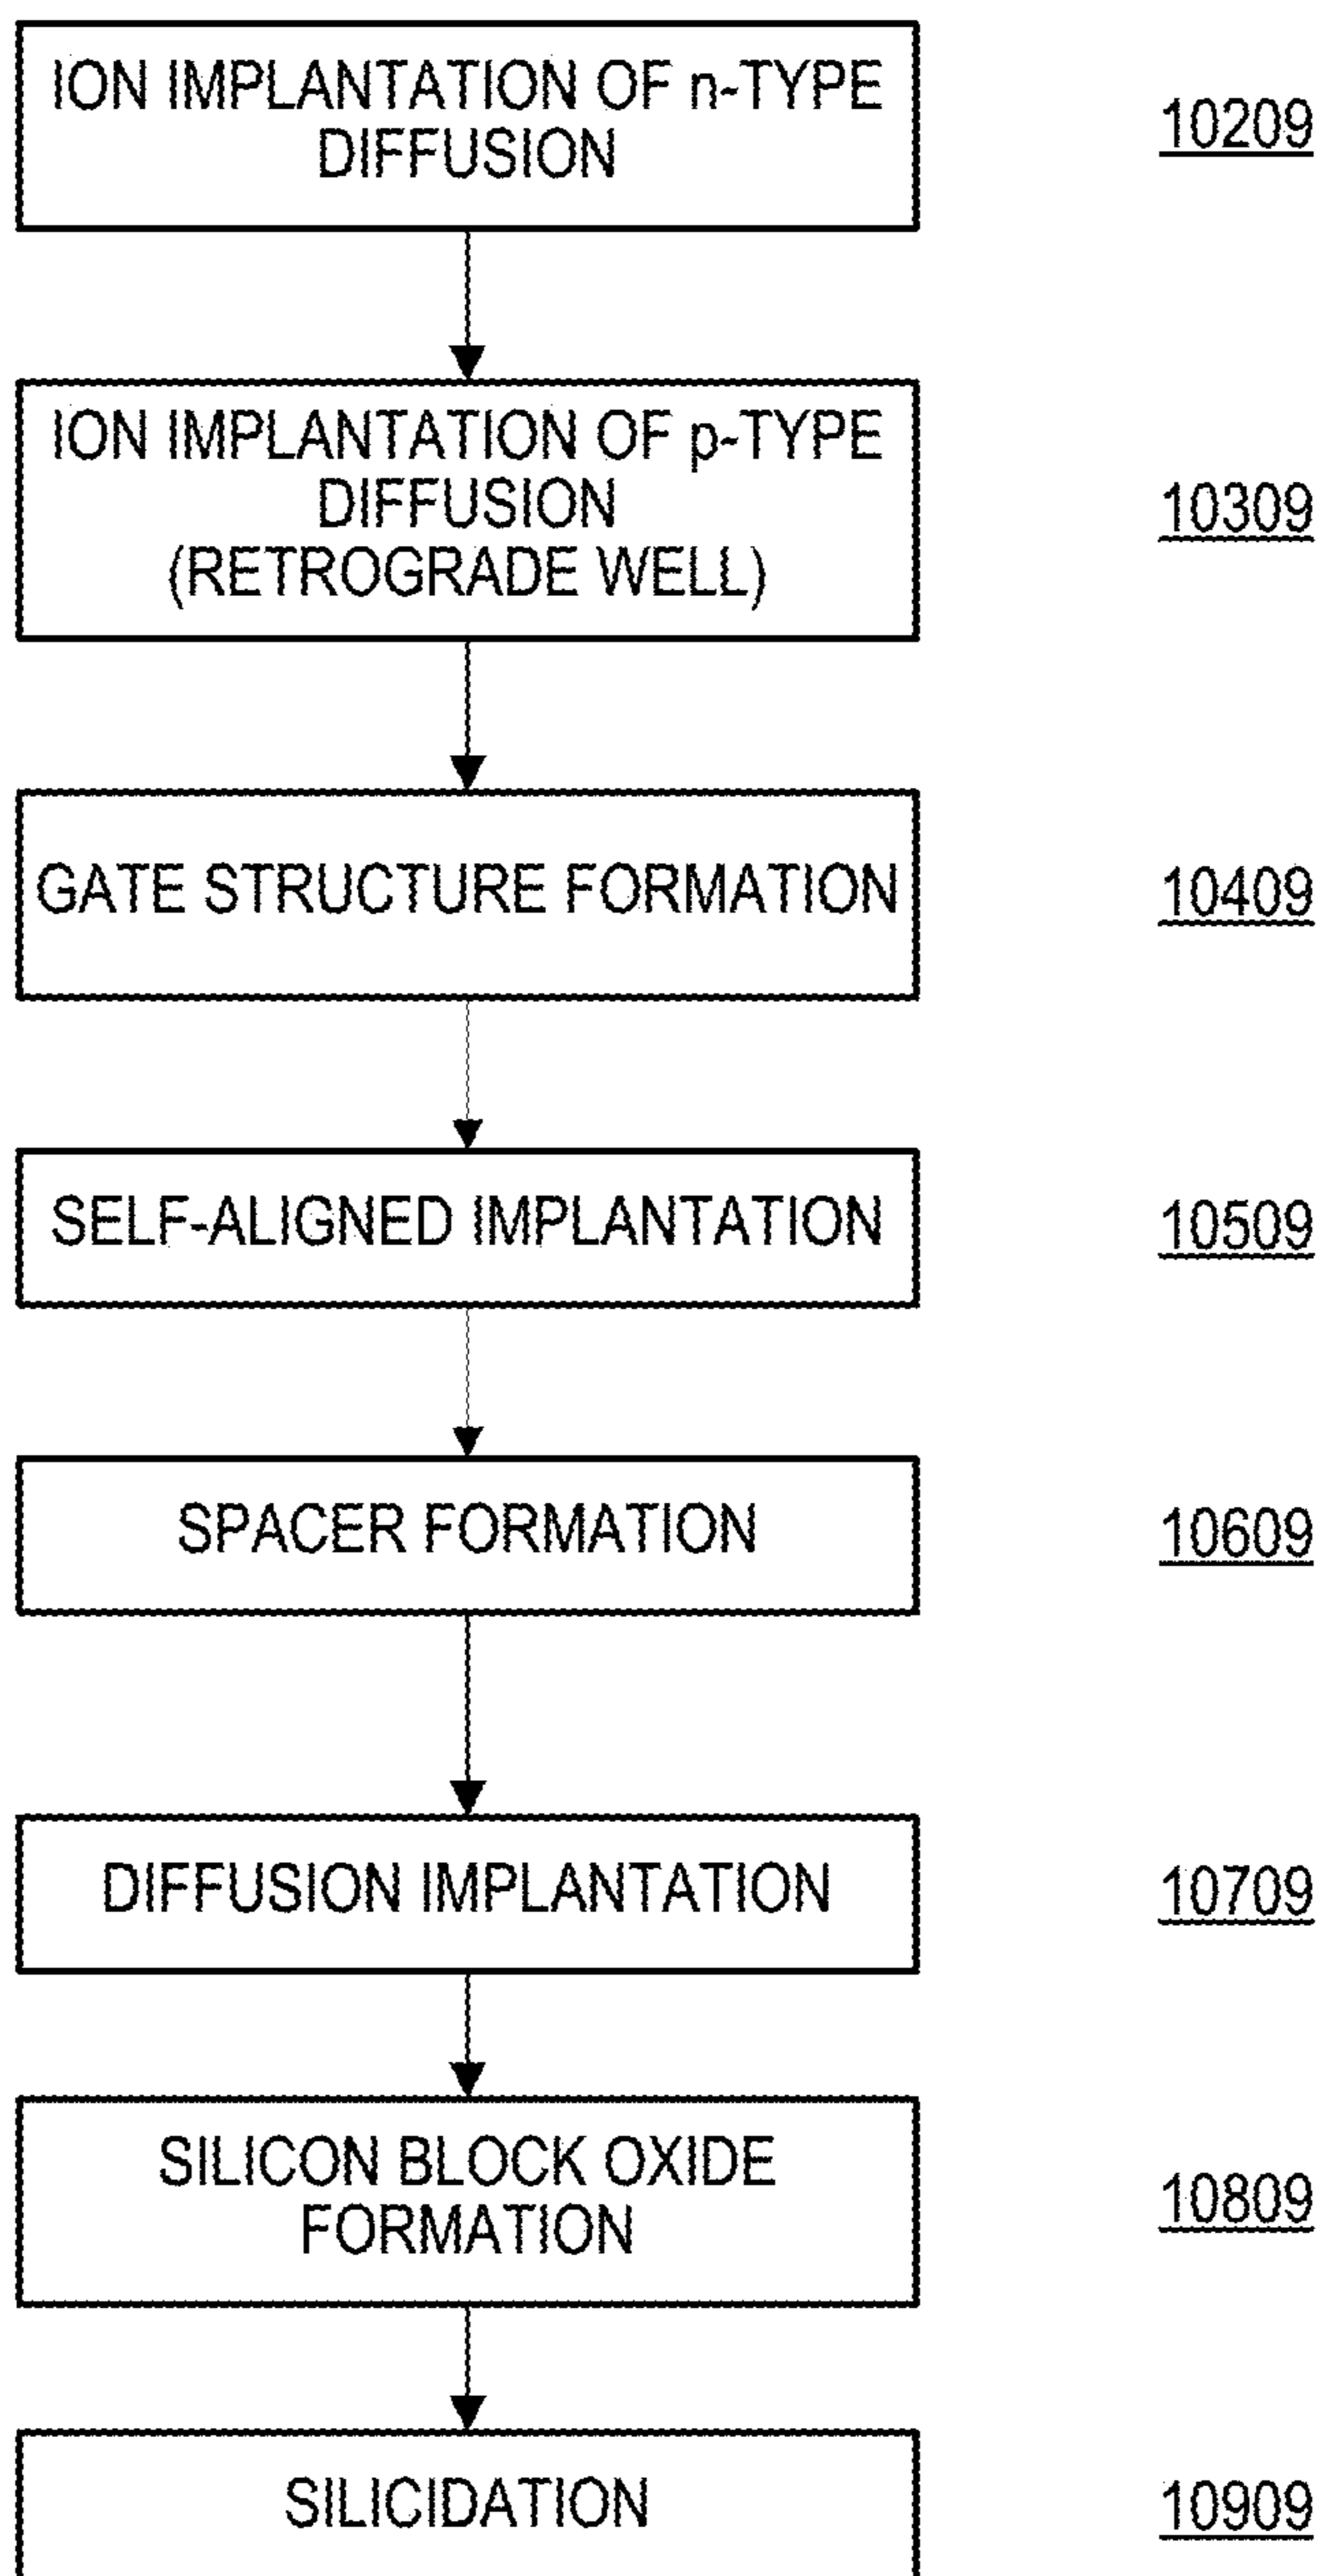 ION IMPLANTATION OF n-TYPE
DIFFUSION
10209
ION IMPLANTATION OF p-TYPE
DIFFUSION
(RETROGRADE WELL)
10309
GATE STRUCTURE FORMATION
10409
SELF-ALIGNED IMPLANTATION
10509
SPACER FORMATION
10609
DIFFUSION IMPLANTATION
10709
SILICON BLOCK OXIDE
FORMATION
10809
SILICIDATION
10909